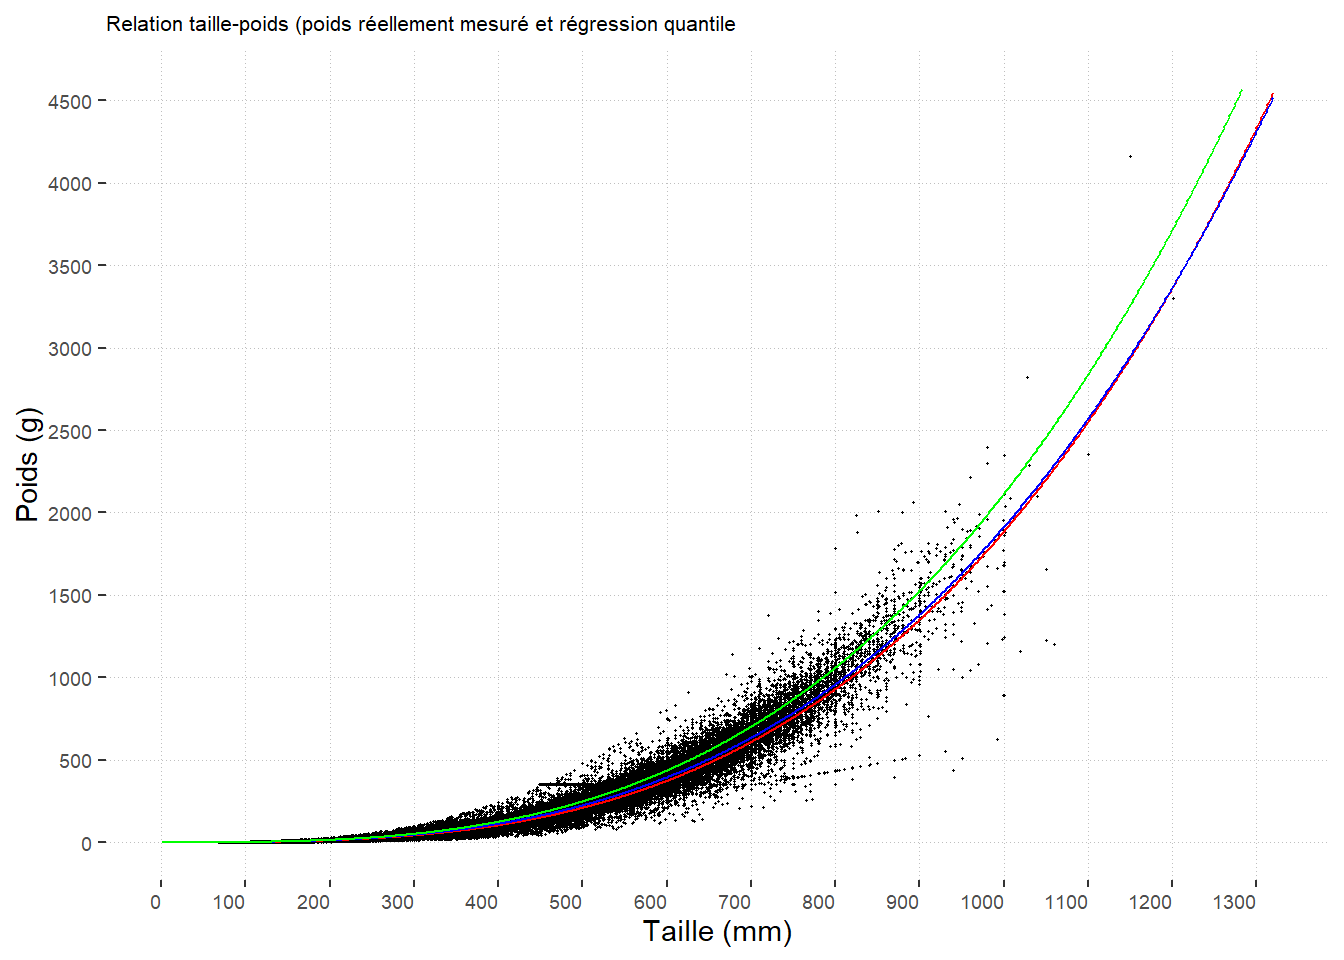 Relation taille-poids (poids réellement mesuré et régression quantile
4500
4000
3500
3000
2500
2000
1500
1000
500
0
Poids (g)
0 100 200 300 400 500 600 700 800 900 1000 1100 1200 1300
Taille (mm)